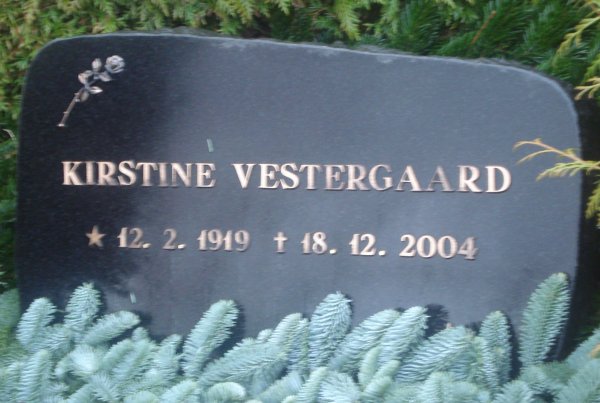 KIRSTINE VESTERGAARD
★ 12. 2. 1919 † 18. 12. 2004